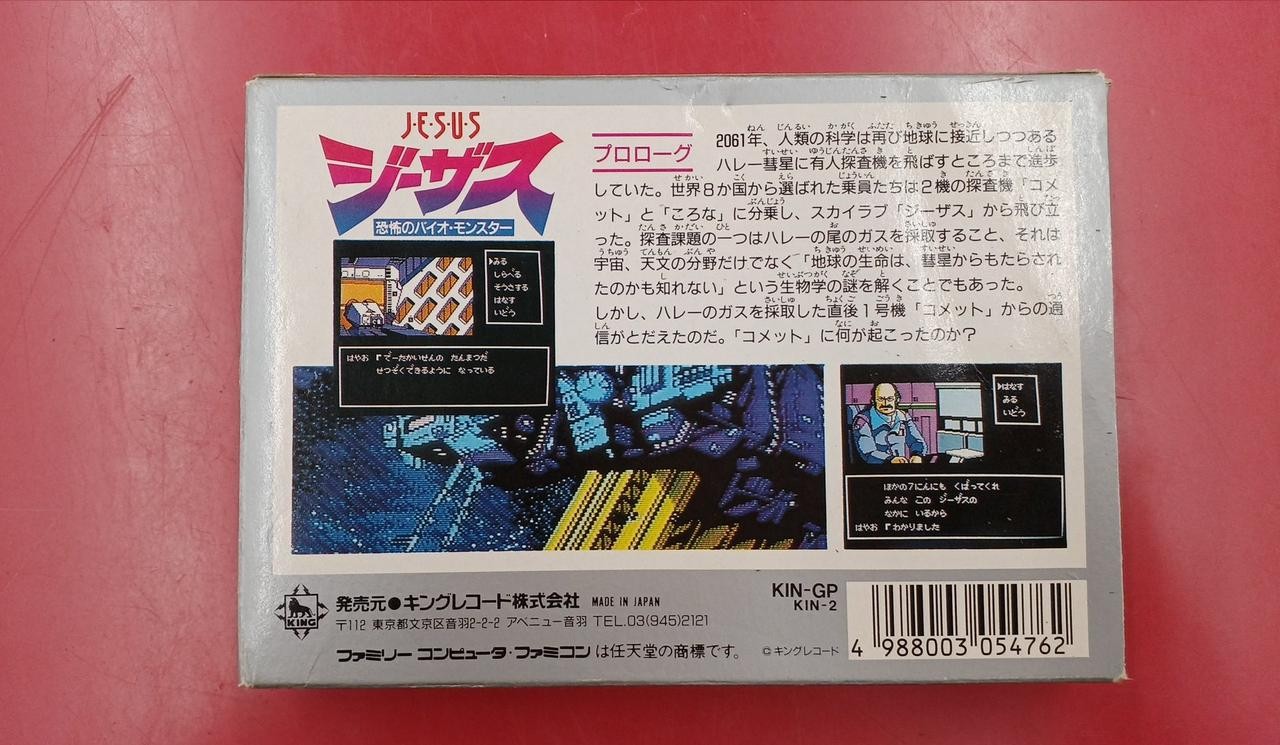 J・E・S・U・S
ジーザス
恐怖のバイオ・モンスター
プロローグ
2061年、人類の科学は再び地球に接近しつつある
ハレー彗星に有人探査機を飛ばすところまで進歩
していた。世界8か国から選ばれた乗員たちは2機の探査機「コメ
ット」と「ころな」に分乗し、スカイラブ「ジーザス」から飛び立
った。探査課題の一つはハレーの尾のガスを採取すること、それは
宇宙、天文の分野だけでなく「地球の生命は、彗星からもたらされ
たのかも知れない」という生物学の謎を解くことでもあった。
しかし、ハレーのガスを採取した直後1号機「コメット」からの通
信がとだえたのだ。「コメット」に何が起こったのか?
みる
しらべる
そうさする
はなす
いどう
はやお『でーたかいせんの たんまつだ
せつぞくできるように なっている
はなす
みる
いどう
ほかの7にんにも くばってくれ
みんな この ジーザスの
なかに いるから
はやお『わかりました
KING
発売元●キングレコード株式会社 MADE IN JAPAN
〒112 東京都文京区音羽2-2-2 アベニュー音羽 TEL.03(945)2121
ファミリー コンピュータ・ファミコン は任天堂の商標です。
©キングレコード
KIN-GP
KIN-2
4 988003 054762